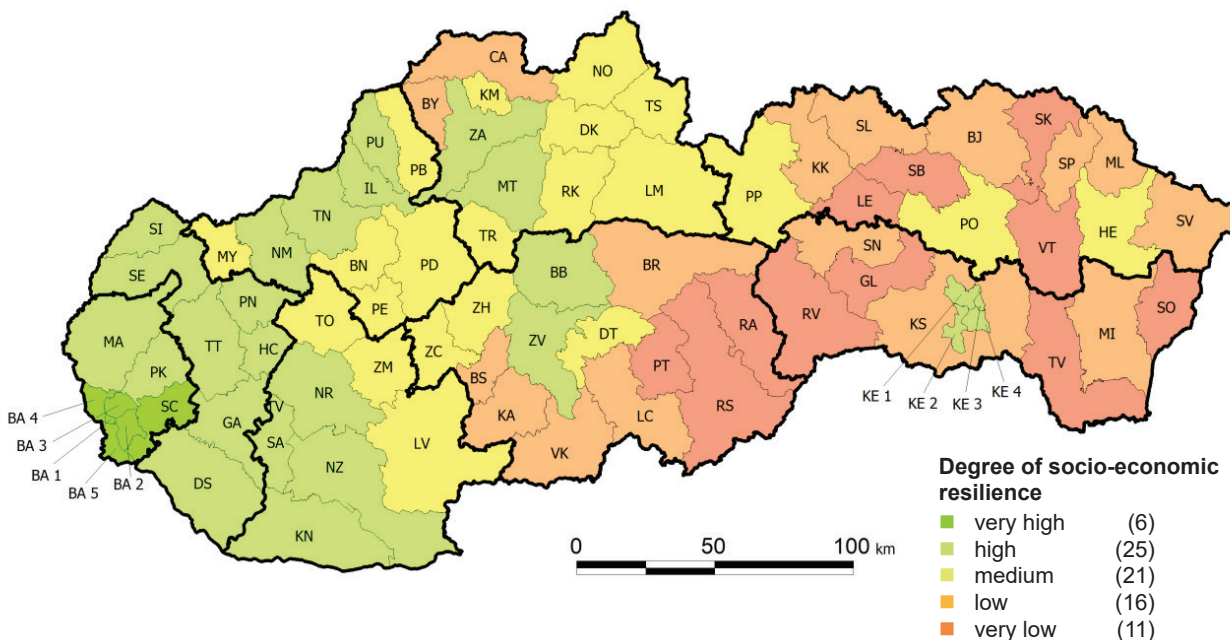 CA
NO
KM
TS
BY
SK
SL
BJ
PU
ZA
DK
SP
ML
PB
KK
SB
IL
MT
RK
LM
PP
LE
TN
PO
HE
SV
SI
TR
SN
VT
MY
NM
BN
PD
BB
BR
SE
GL
PN
PE
ZH
TO
SO
RV
KS
MI
MA
TT
HC
ZV
DT
RA
ZC
PK
ZM
PT
TV
BS
NR
SC
BA 4
TV
GA
KA
LC
RS
KE 1
KE 2
KE 3
KE 4
BA 3
SA
LV
BA 1
NZ
VK
BA 5
BA 2
DS
KN
0 50 100 km
Degree of socio-economic
resilience
very high (6)
high (25)
medium (21)
low (16)
very low (11)